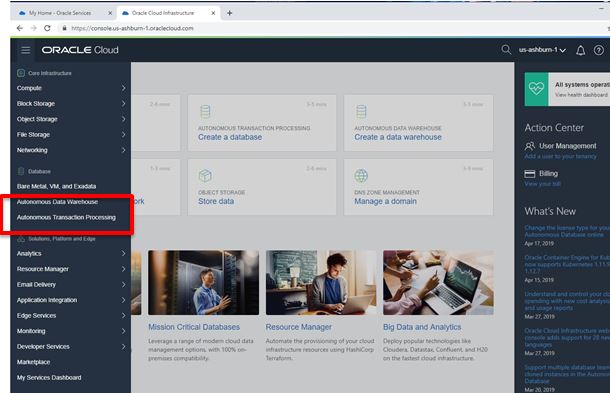 My Home - Oracle Services
Oracle Cloud Infrastructure
https://console.us-ashburn-1.oraclecloud.com
ORACLE Cloud
us-ashburn-1
Core Infrastructure
Compute
Block Storage
Object Storage
File Storage
Networking
Database
Bare Metal, VM, and Exadata
Autonomous Data Warehouse
Autonomous Transaction Processing
Solutions, Platform and Edge
Analytics
Resource Manager
Email Delivery
Application Integration
Edge Services
Monitoring
Developer Services
Marketplace
My Services Dashboard
2-6 mins
AUTONOMOUS TRANSACTION PROCESSING
3-5 mins
Create a database
AUTONOMOUS DATA WAREHOUSE
3-5 mins
Create a data warehouse
1-3 mins
OBJECT STORAGE
2-6 mins
Store data
DNS ZONE MANAGEMENT
Manage a domain
Mission Critical Databases
Leverage a range of modern cloud data
management options, with 100% on-
premises compatibility.
Resource Manager
Automate the provisioning of your cloud
infrastructure resources using HashiCorp
Terraform.
Big Data and Analytics
Deploy popular technologies like
Cloudera, Datastax, Confluent, and H20
on the fastest cloud infrastructure.
All systems operati
View health dashboard
Action Center
User Management
Add a user to your tenancy
Billing
View your bill
What's New
Change the license type for your
Autonomous Database online
Apr 17, 2019
Oracle Container Engine for Kub
now supports Kubernetes 1.11.9
1.12.7
Apr 15, 2019
Understand and control your clo
spending with new cost analysis
and usage reports
Mar 27, 2019
Oracle Cloud Infrastructure web
console adds support for 28 new
languages
Mar 27, 2019
Support multiple database team
cloned instances in the Autonom
Database
Mar 20, 2019